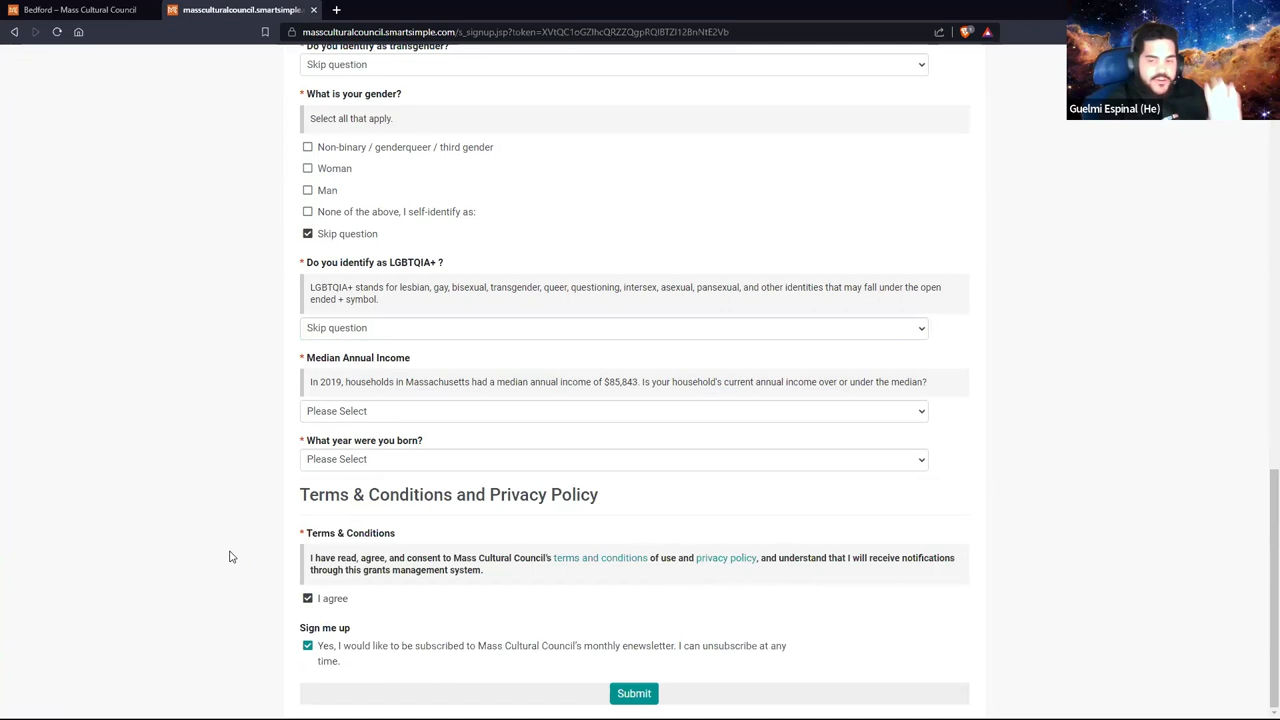 Bedford – Mass Cultural Council
massculturalcouncil.smartsimple.
massculturalcouncil.smartsimple.com/s_signup.jsp?token=XVtQC1oGZlhcQRZZQgpRQlBTZl12BnNtE2Vb
Guelmi Espinal (He)
* Do you identify as transgender?
Skip question
* What is your gender?
Select all that apply.
Non-binary / genderqueer / third gender
Woman
Man
None of the above, I self-identify as:
Skip question
* Do you identify as LGBTQIA+ ?
LGBTQIA+ stands for lesbian, gay, bisexual, transgender, queer, questioning, intersex, asexual, pansexual, and other identities that may fall under the open
ended + symbol.
Skip question
* Median Annual Income
In 2019, households in Massachusetts had a median annual income of $85,843. Is your household's current annual income over or under the median?
Please Select
* What year were you born?
Please Select
Terms & Conditions and Privacy Policy
* Terms & Conditions
I have read, agree, and consent to Mass Cultural Council's terms and conditions of use and privacy policy, and understand that I will receive notifications
through this grants management system.
I agree
Sign me up
Yes, I would like to be subscribed to Mass Cultural Council's monthly enewsletter. I can unsubscribe at any
time.
Submit